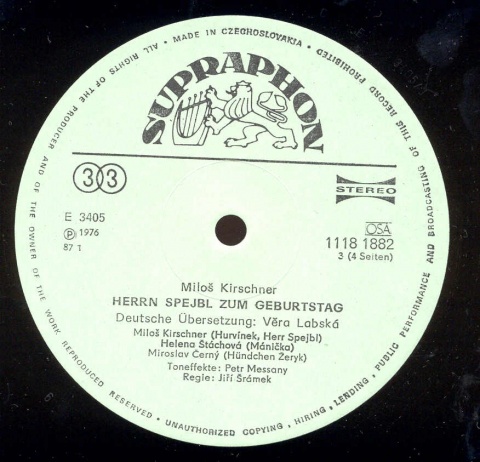 ALL RIGHTS OF THE PRODUCER AND OF THE OWNER OF THE WORK REPRODUCED RESERVED • UNAUTHORIZED COPYING, HIRING, LENDING, PUBLIC PERFORMANCE AND BROADCASTING OF THIS RECORD PROHIBITED • MADE IN CZECHOSLOVAKIA •
SUPRAPHON
33
STEREO
E 3405
℗ 1976
87 1
OSA
1118 1882
3 (4 Seiten)
Miloš Kirschner
HERRN SPEJBL ZUM GEBURTSTAG
Deutsche Übersetzung: Věra Labská
Miloš Kirschner (Hurvínek, Herr Spejbl)
Helena Štáchová (Mánička)
Miroslav Černý (Hündchen Žeryk)
Toneffekte: Petr Messany
Regie: Jiří Šrámek